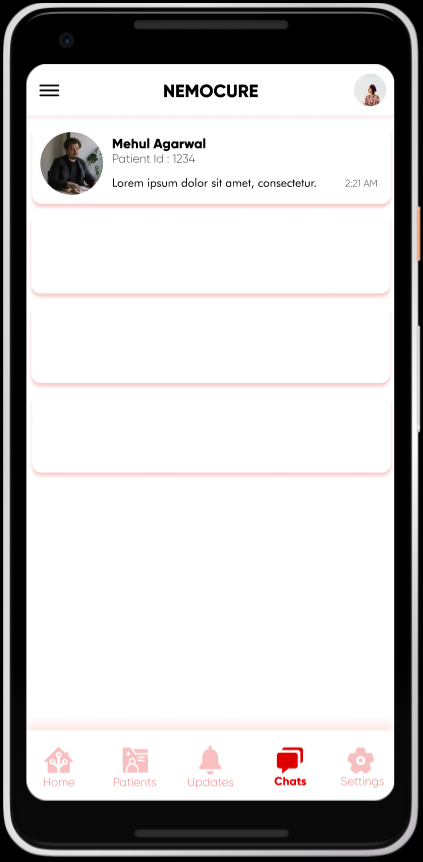 NEMOCURE
Mehul Agarwal
Patient Id : 1234
Lorem ipsum dolor sit amet, consectetur. 2:21 AM
Home Patients Updates Chats Settings